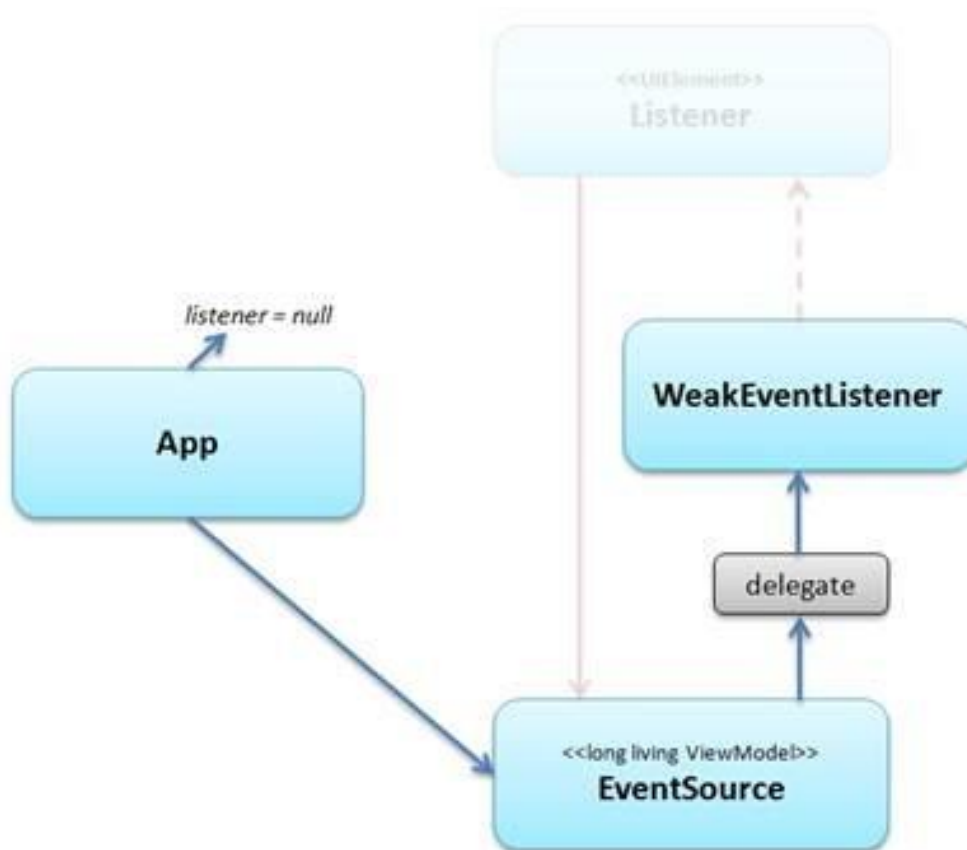 <<UIElement>>
Listener
listener = null
App
WeakEventListener
delegate
<<long living ViewModel>>
EventSource